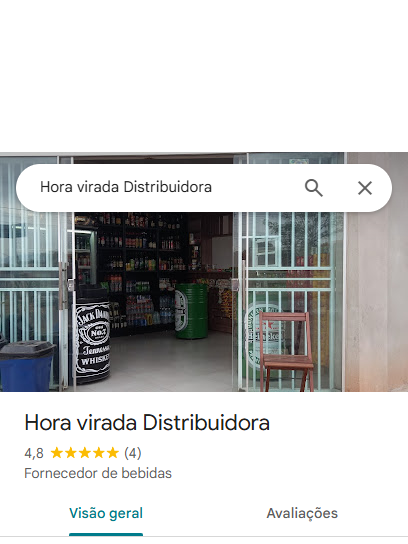 Hora virada Distribuidora
JACK DANIEL'S
OLD
No.7
Tennessee
WHISKEY
Hora virada Distribuidora
4,8 (4)
Fornecedor de bebidas
Visão geral
Avaliações